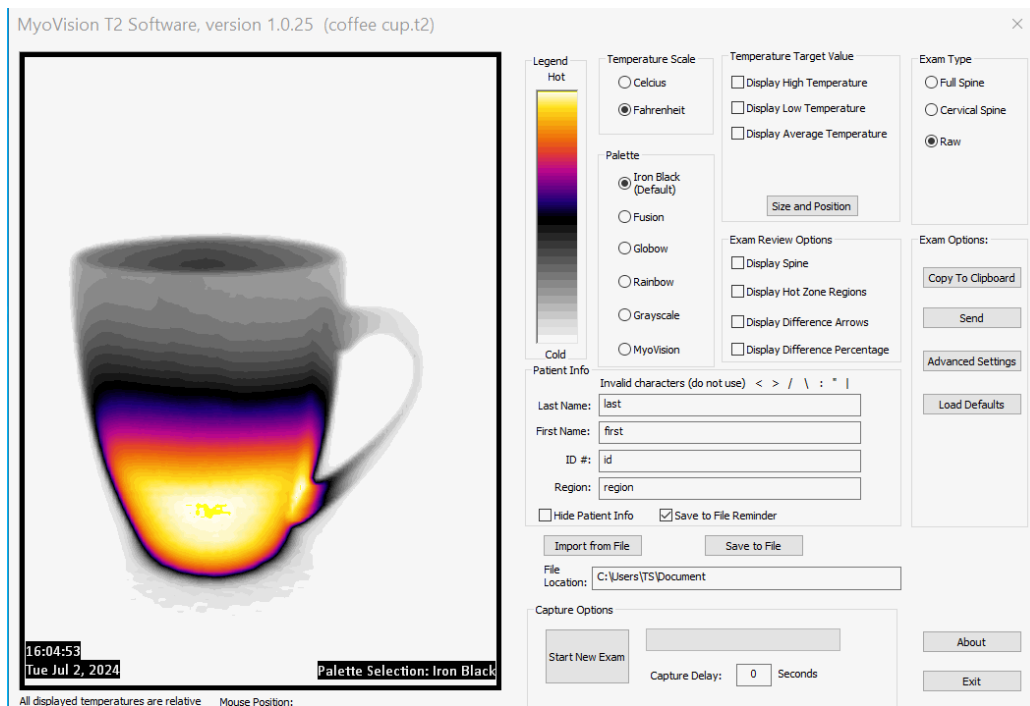 MyoVision T2 Software, version 1.0.25 (coffee cup.t2)
16:04:53
Tue Jul 2, 2024
Palette Selection: Iron Black
All displayed temperatures are relative
Mouse Position:
Legend
Hot
Cold
Temperature Scale
Celcius
Fahrenheit
Palette
Iron Black
(Default)
Fusion
Globow
Rainbow
Grayscale
MyoVision
Temperature Target Value
Display High Temperature
Display Low Temperature
Display Average Temperature
Size and Position
Exam Review Options
Display Spine
Display Hot Zone Regions
Display Difference Arrows
Display Difference Percentage
Exam Type
Full Spine
Cervical Spine
Raw
Exam Options:
Copy To Clipboard
Send
Advanced Settings
Load Defaults
Patient Info
Invalid characters (do not use) < > / \ : " |
Last Name: last
First Name: first
ID #: id
Region: region
Hide Patient Info
Save to File Reminder
Import from File
Save to File
File
Location: C:\Users\TS\Document
Capture Options
Start New Exam
Capture Delay: 0 Seconds
About
Exit